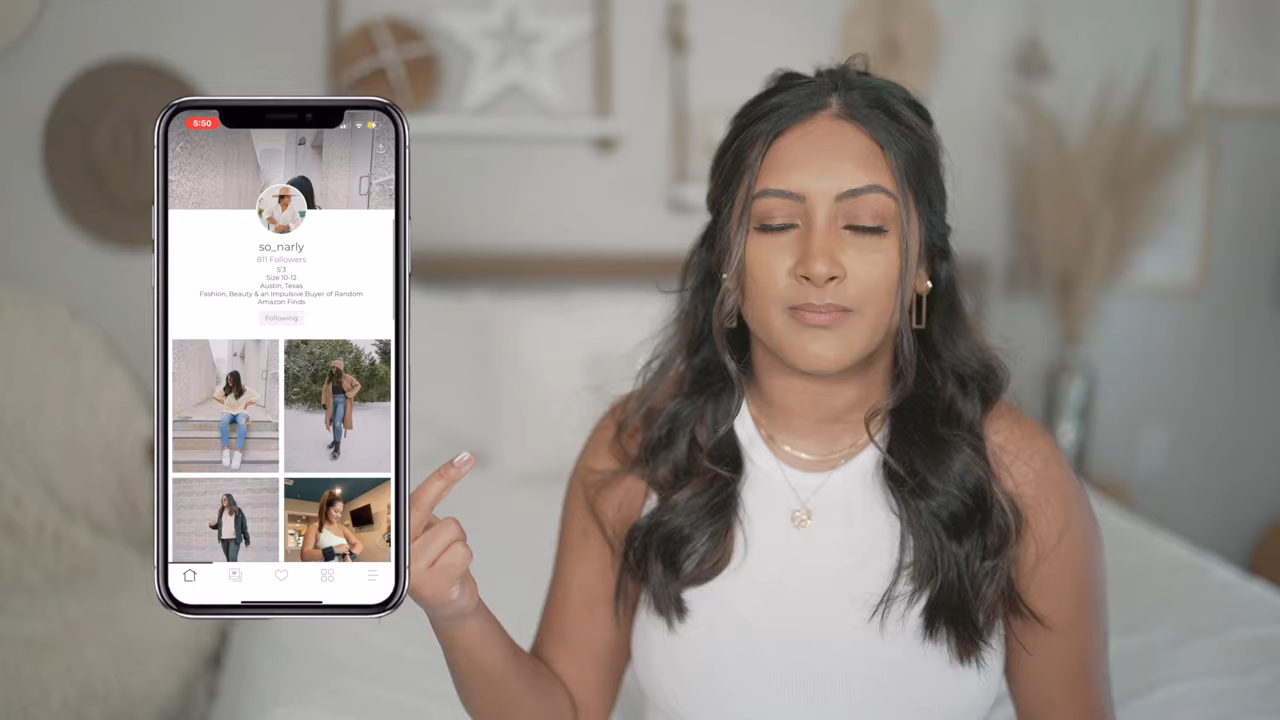 5:50
so_narly
811 Followers
5'3
Size 10-12
Austin, Texas
Fashion, Beauty & an Impulsive Buyer of Random
Amazon Finds
Following